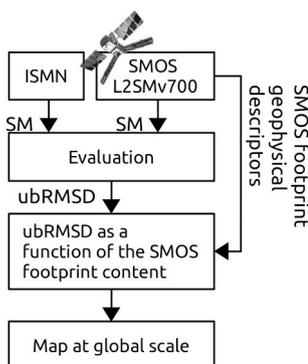 ISMN
SMOS
L2SMv700
SM
SM
SMOS footprint
geophysical
descriptors
Evaluation
ubRMSD
ubRMSD as a
function of the SMOS
footprint content
Map at global scale